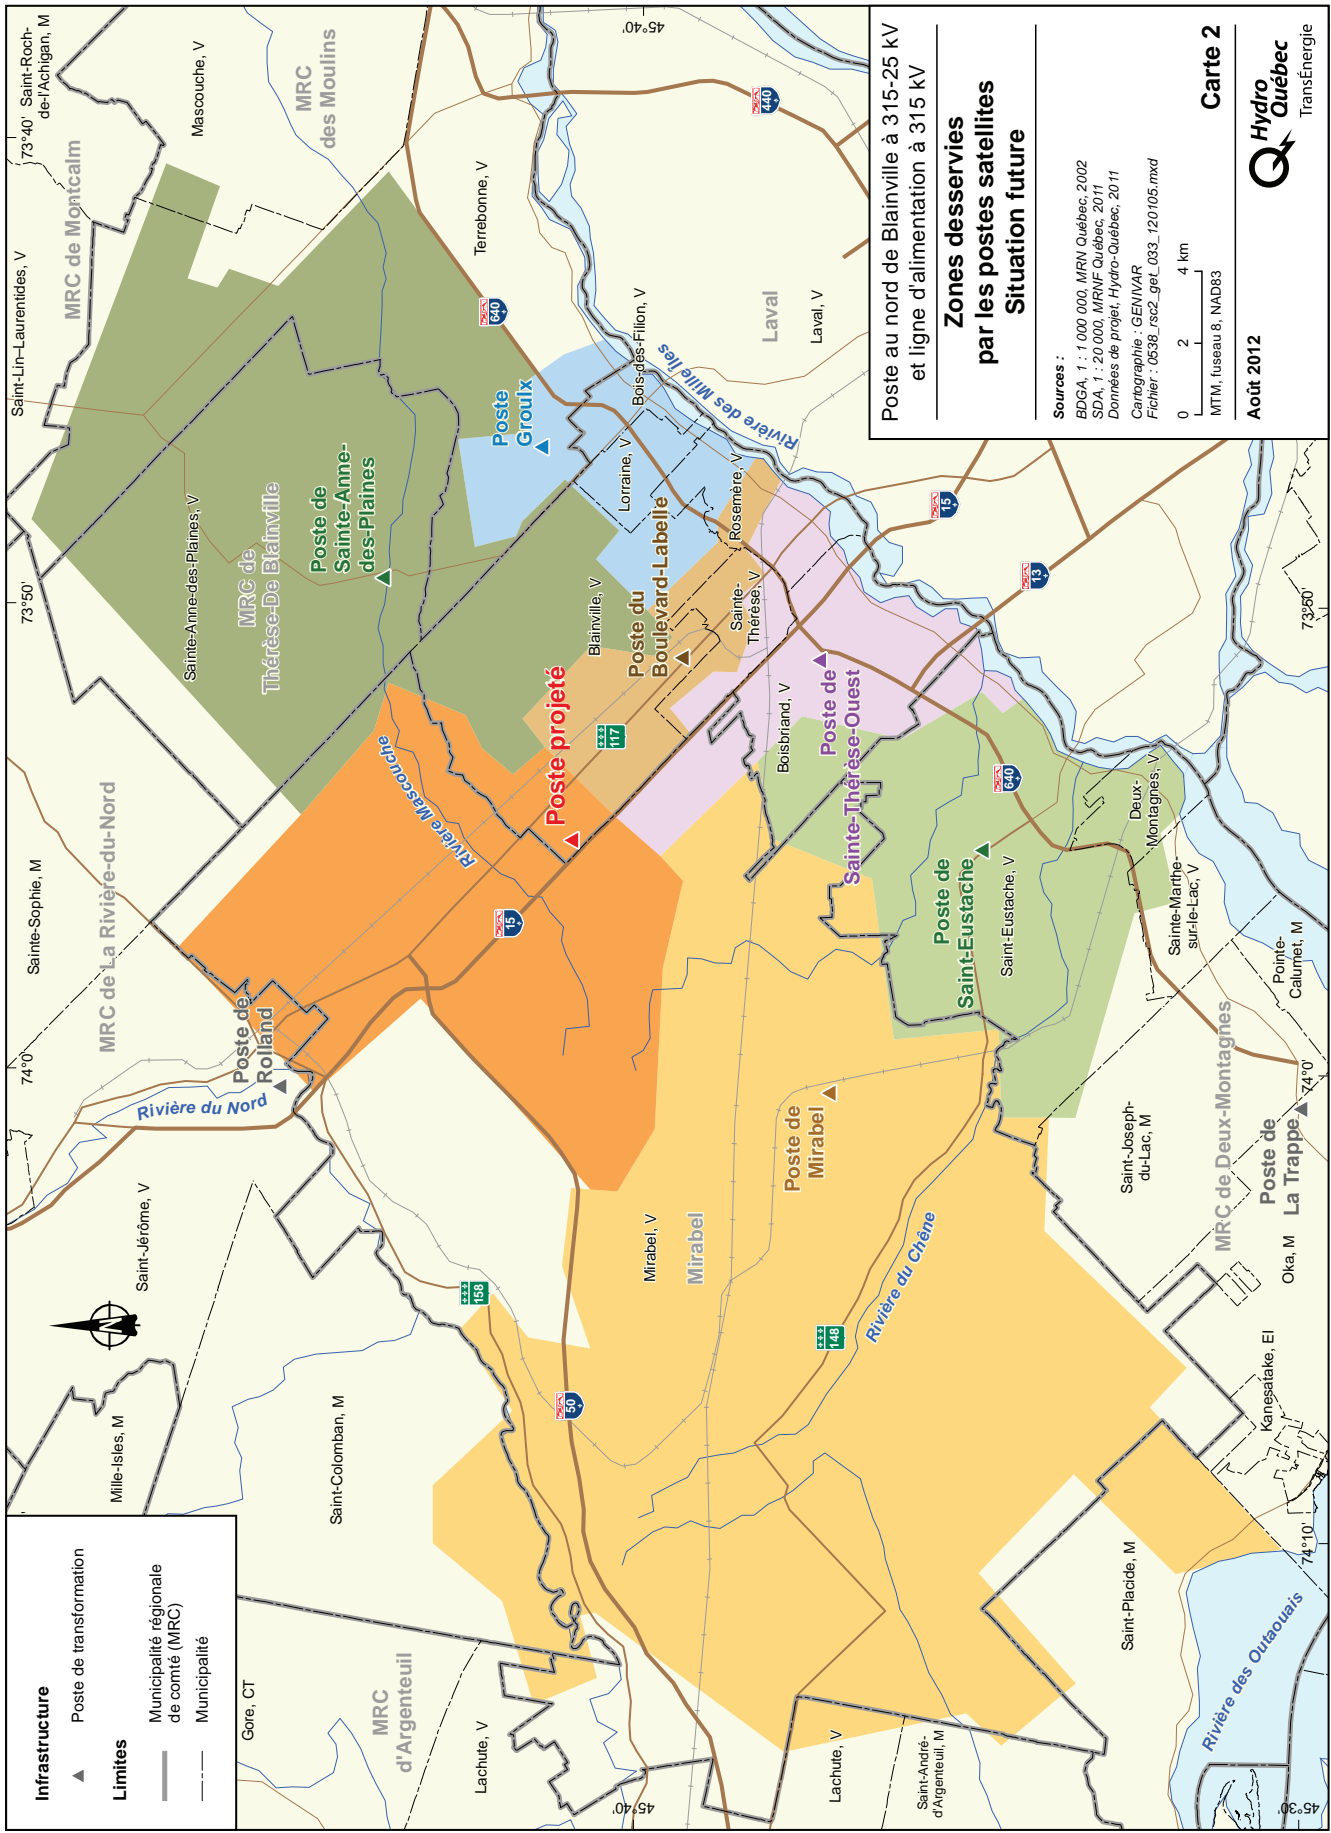 Infrastructure
Poste de transformation
Limites
Municipalité régionale
de comté (MRC)
Municipalité
Poste au nord de Blainville à 315-25 kV
et ligne d'alimentation à 315 kV
Zones desservies
par les postes satellites
Situation future
Sources :
BDGA, 1 : 1 000 000, MRN Québec, 2002
SDA, 1 : 20 000, MRNF Québec, 2011
Données de projet, Hydro-Québec, 2011
Cartographie : GENIVAR
Fichier : 0538_rsc2_get_033_120105.mxd
0 2 4 km
MTM, fuseau 8, NAD83
Août 2012
Carte 2
Hydro
Québec
TransÉnergie
Gore, CT
Mille-Isles, M
Saint-Jérôme, V
Saint-Colomban, M
MRC
d'Argenteuil
Lachute, V
Lachute, V
Saint-André-
d'Argenteuil, M
45°40'
45°30'
74°10'
Rivière des Outaouais
Saint-Placide, M
Kanesatake, EI
Oka, M
Poste de
La Trappe
MRC de Deux-Montagnes
Saint-Joseph-
du-Lac, M
Pointe-
Calumet, M
74°0'
Sainte-Marthe-
sur-le-Lac, V
Deux-
Montagnes, V
Saint-Eustache, V
Poste de
Saint-Eustache
640
Rivière du Chêne
148
Poste de
Mirabel
Mirabel, V
Mirabel
50
158
Rivière du Nord
Poste de
Rolland
74°0'
MRC de La Rivière-du-Nord
Sainte-Sophie, M
15
Rivière Mascouche
Poste projeté
117
Boisbriand, V
Poste de
Sainte-Thérèse-Ouest
Blainville, V
Poste du
Boulevard-Labelle
Sainte-
Thérèse, V
Rosemère, V
Lorraine, V
Bois-des-Filion, V
Poste
Groulx
Poste de
Sainte-Anne-
des-Plaines
MRC de
Thérèse-De Blainville
Sainte-Anne-des-Plaines, V
73°50'
Saint-Lin–Laurentides, V
MRC de Montcalm
73°40'
Saint-Roch-
de-l'Achigan, M
Mascouche, V
MRC
des Moulins
Terrebonne, V
640
440
45°40'
Rivière des Mille Îles
Laval
Laval, V
15
13
73°50'
N